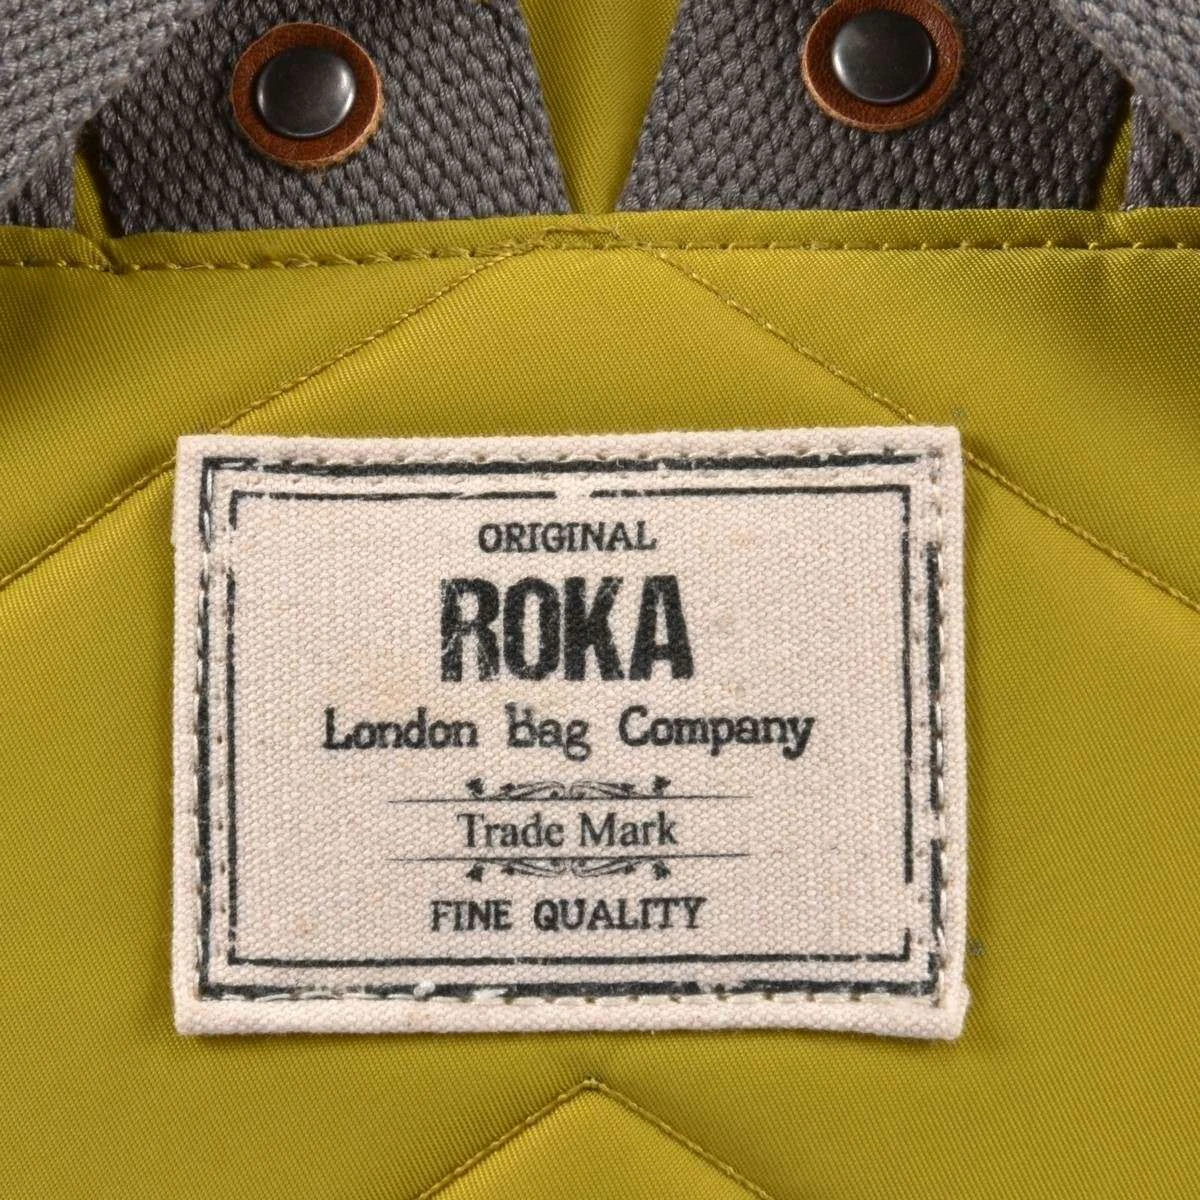 ORIGINAL
ROKA
London bag Company
Trade Mark
FINE QUALITY